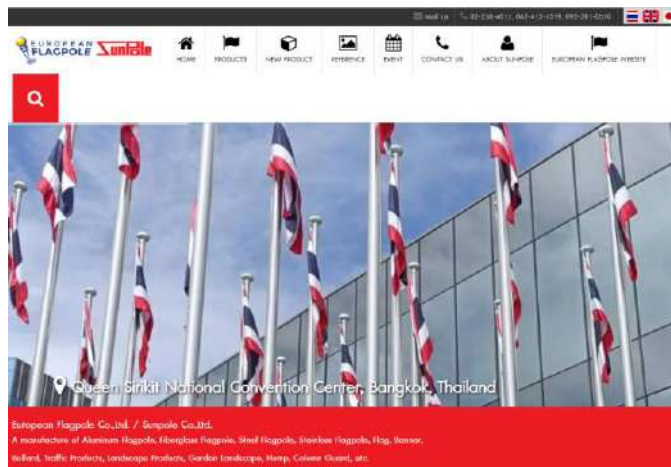 EUROPEAN
FLAGPOLE Sunpole
HOME
PRODUCTS
NEW PRODUCT
REFERENCE
EVENT
CONTACT US
ABOUT SUNPOLE
EUROPEAN FLAGPOLE WEBSITE
Queen Sirikit National Convention Center, Bangkok, Thailand
European Flagpole Co.,Ltd. / Sunpole Co.,Ltd.
A manufacture of Aluminum Flagpole, Fiberglass Flagpole, Steel Flagpole, Stainless Flagpole, Flag, Banner,
Bollard, Traffic Products, Landscape Products, Garden Landscape, Hump, Column Guard, etc.